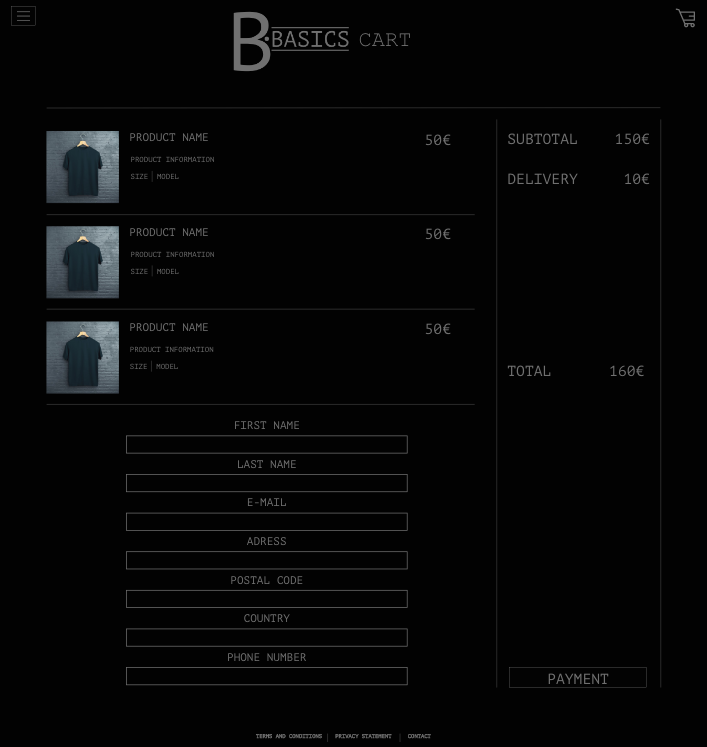 B.BASICS CART
PRODUCT NAME
50€
PRODUCT INFORMATION
SIZE | MODEL
PRODUCT NAME
50€
PRODUCT INFORMATION
SIZE | MODEL
PRODUCT NAME
50€
PRODUCT INFORMATION
SIZE | MODEL
SUBTOTAL 150€
DELIVERY 10€
TOTAL 160€
FIRST NAME
LAST NAME
E-MAIL
ADRESS
POSTAL CODE
COUNTRY
PHONE NUMBER
PAYMENT
TERMS AND CONDITIONS | PRIVACY STATEMENT | CONTACT